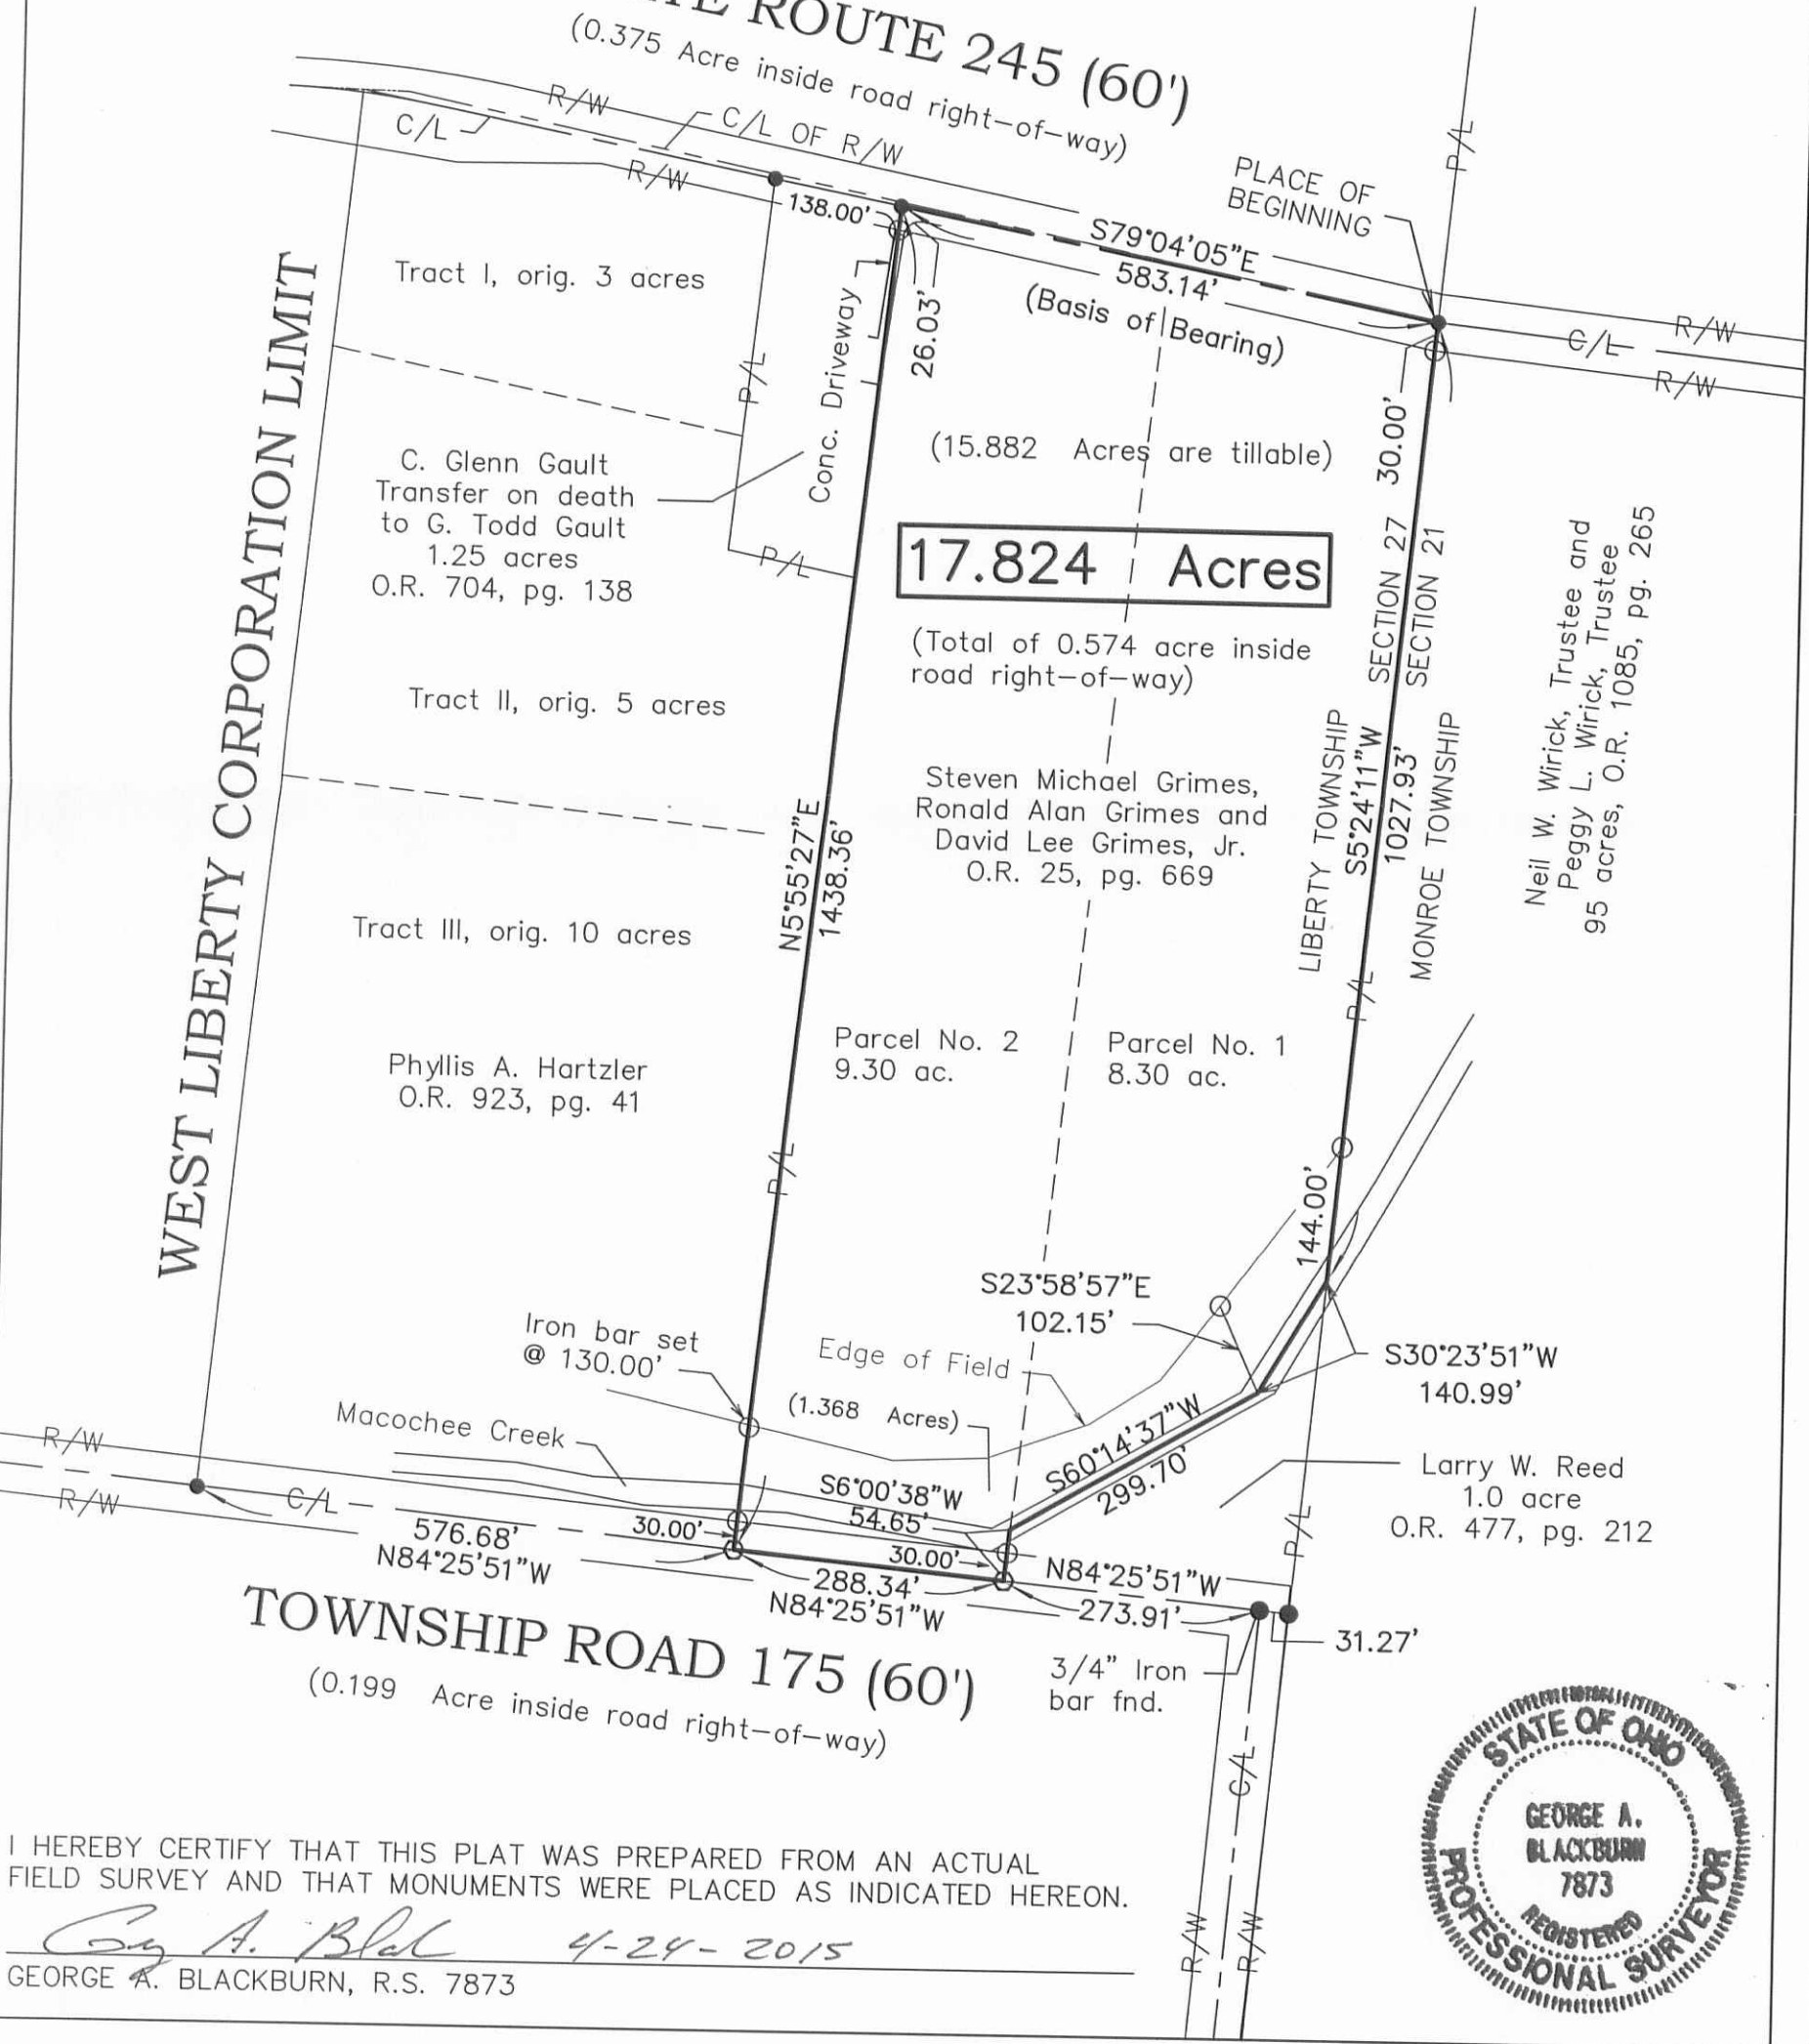 ROUTE 245 (60')
(0.375 Acre inside road right-of-way)
R/W
C/L
C/L OF R/W
R/W
P/L
PLACE OF
BEGINNING
138.00'
S79°04'05"E
583.14'
(Basis of Bearing)
R/W
C/L
R/W
Tract I, orig. 3 acres
Conc. Driveway
26.03'
P/L
30.00'
(15.882 Acres are tillable)
C. Glenn Gault
Transfer on death
to G. Todd Gault
1.25 acres
O.R. 704, pg. 138
P/L
17.824 Acres
SECTION 27
SECTION 21
(Total of 0.574 acre inside
road right-of-way)
Neil W. Wirick, Trustee and
Peggy L. Wirick, Trustee
95 acres, O.R. 1085, pg. 265
WEST LIBERTY CORPORATION LIMIT
Tract II, orig. 5 acres
Steven Michael Grimes,
Ronald Alan Grimes and
David Lee Grimes, Jr.
O.R. 25, pg. 669
N5°55'27"E
1438.36'
LIBERTY TOWNSHIP
S5°24'11"W
1027.93'
MONROE TOWNSHIP
P/L
Tract III, orig. 10 acres
Parcel No. 2
9.30 ac.
Parcel No. 1
8.30 ac.
Phyllis A. Hartzler
O.R. 923, pg. 41
P/L
144.00'
S23°58'57"E
102.15'
Iron bar set
@ 130.00'
Edge of Field
S30°23'51"W
140.99'
(1.368 Acres)
Macochee Creek
S60°14'37"W
299.70'
R/W
C/L
R/W
576.68'
N84°25'51"W
S6°00'38"W
54.65'
30.00'
30.00'
288.34'
N84°25'51"W
N84°25'51"W
273.91'
Larry W. Reed
1.0 acre
O.R. 477, pg. 212
P/L
31.27'
3/4" Iron
bar fnd.
TOWNSHIP ROAD 175 (60')
(0.199 Acre inside road right-of-way)
C/L
R/W
R/W
I HEREBY CERTIFY THAT THIS PLAT WAS PREPARED FROM AN ACTUAL
FIELD SURVEY AND THAT MONUMENTS WERE PLACED AS INDICATED HEREON.
4-24-2015
GEORGE A. BLACKBURN, R.S. 7873
STATE OF OHIO
GEORGE A.
BLACKBURN
7873
REGISTERED
PROFESSIONAL SURVEYOR